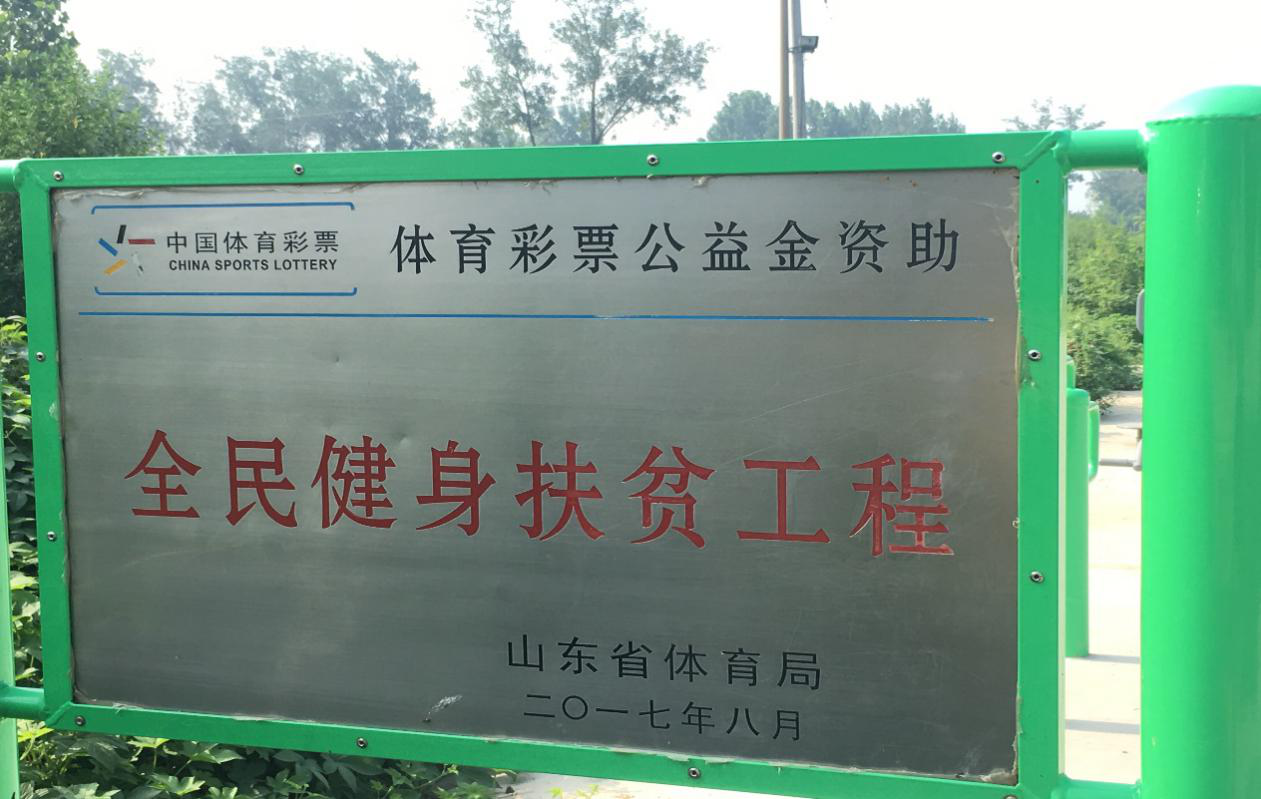 中国体育彩票
CHINA SPORTS LOTTERY
体育彩票公益金资助
全民健身扶贫工程
山东省体育局
二〇一七年八月